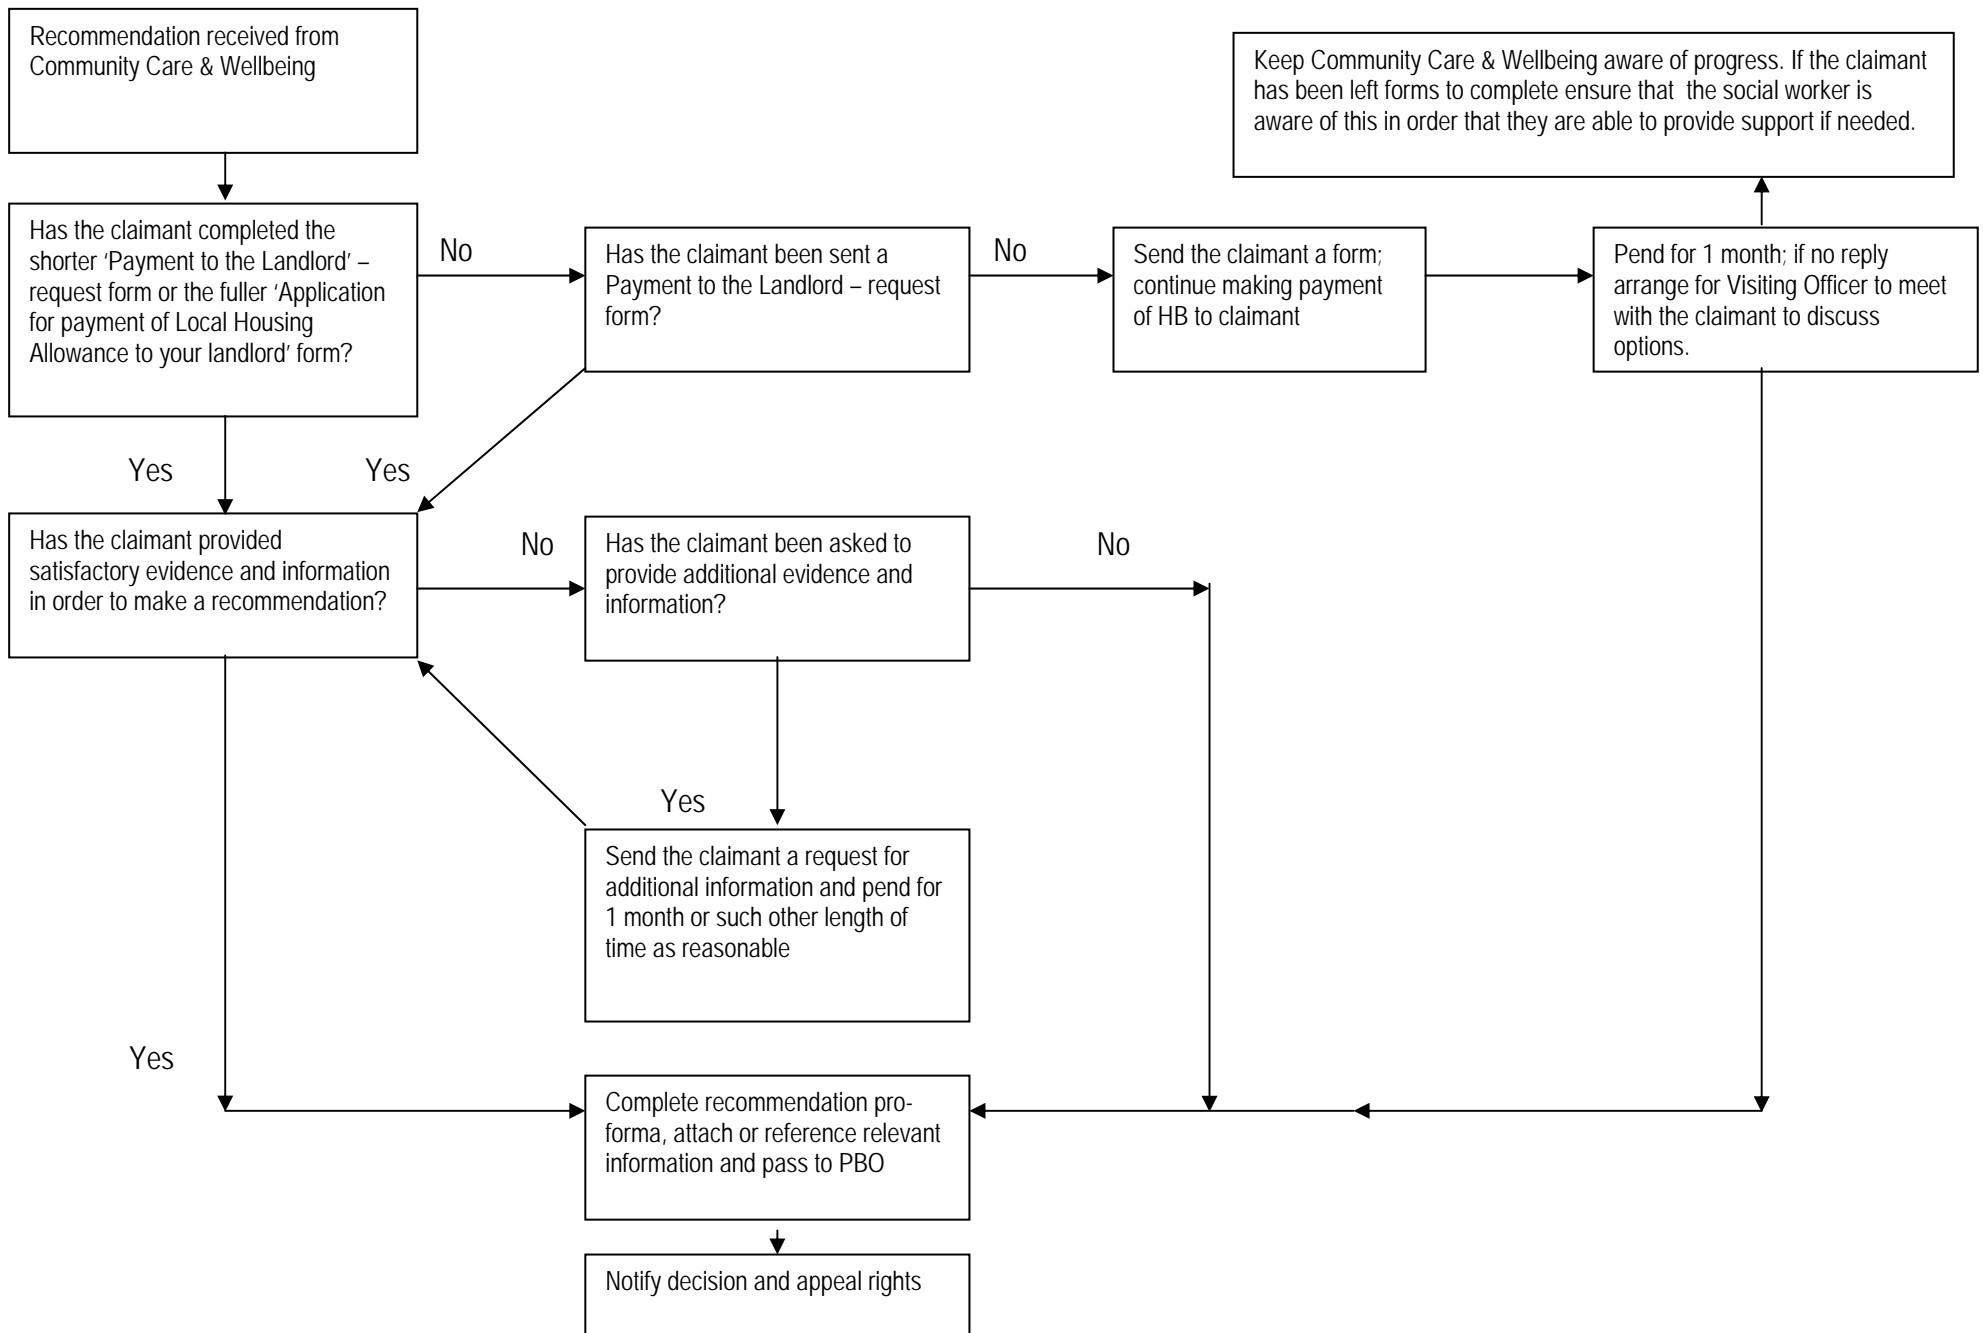 Recommendation received from
Community Care & Wellbeing
Keep Community Care & Wellbeing aware of progress. If the claimant
has been left forms to complete ensure that  the social worker is
aware of this in order that they are able to provide support if needed.
Has the claimant completed the
shorter ‘Payment to the Landlord’ –
request form or the fuller ‘Application
for payment of Local Housing
Allowance to your landlord’ form?
No
Has the claimant been sent a
Payment to the Landlord – request
form?
No
Send the claimant a form;
continue making payment
of HB to claimant
Pend for 1 month; if no reply
arrange for Visiting Officer to meet
with the claimant to discuss
options.
Yes
Yes
Has the claimant provided
satisfactory evidence and information
in order to make a recommendation?
No
Has the claimant been asked to
provide additional evidence and
information?
No
Yes
Send the claimant a request for
additional information and pend for
1 month or such other length of
time as reasonable
Yes
Complete recommendation pro-
forma, attach or reference relevant
information and pass to PBO
Notify decision and appeal rights